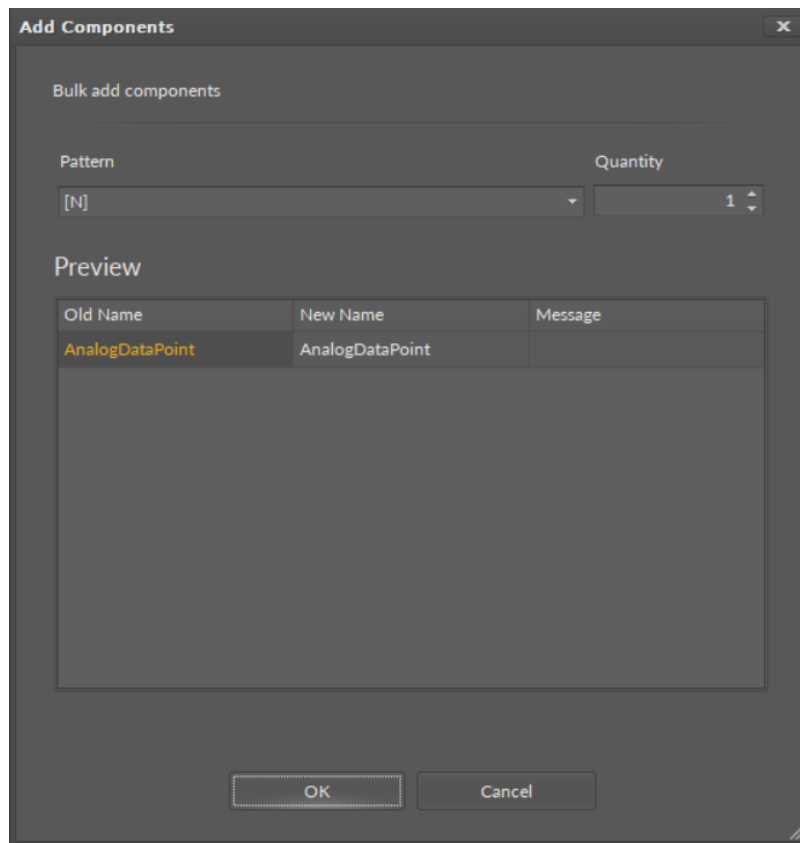 Add Components
Bulk add components
Pattern Quantity
[N] 1
Preview
Old Name New Name Message
AnalogDataPoint AnalogDataPoint
OK Cancel